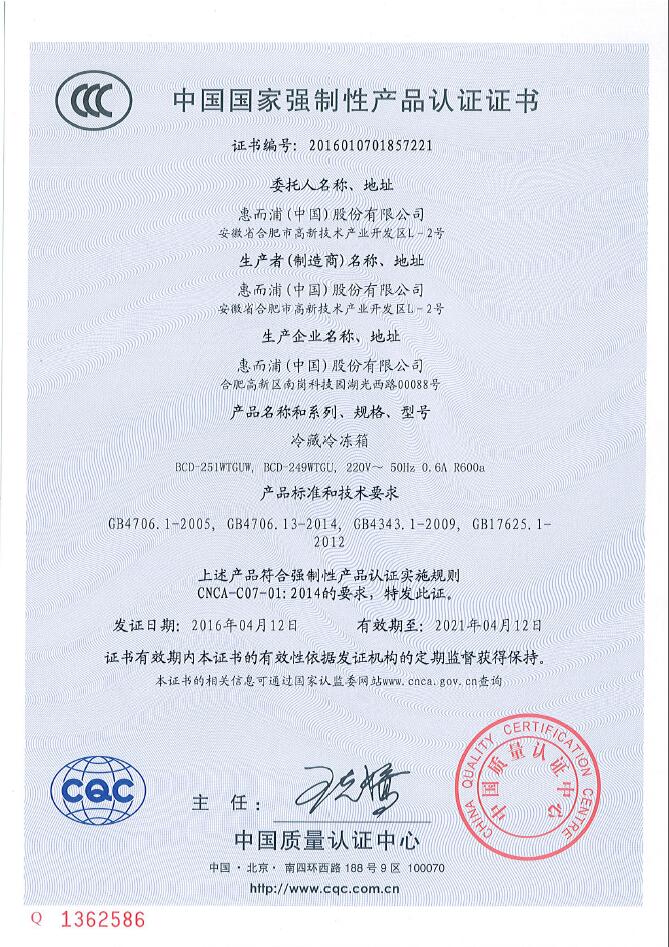 CCC
中国国家强制性产品认证证书
证书编号：2016010701857221
委托人名称、地址
惠而浦(中国)股份有限公司
安徽省合肥市高新技术产业开发区L-2号
生产者(制造商)名称、地址
惠而浦(中国)股份有限公司
安徽省合肥市高新技术产业开发区L-2号
生产企业名称、地址
惠而浦(中国)股份有限公司
合肥高新区南岗科技园湖光西路00088号
产品名称和系列、规格、型号
冷藏冷冻箱
BCD-251WTGUW, BCD-249WTGU, 220V～ 50Hz 0.6A R600a
产品标准和技术要求
GB4706.1-2005, GB4706.13-2014, GB4343.1-2009, GB17625.1-
2012
上述产品符合强制性产品认证实施规则
CNCA-C07-01:2014的要求，特发此证。
发证日期：2016年04月12日 有效期至：2021年04月12日
证书有效期内本证书的有效性依据发证机构的定期监督获得保持。
本证书的相关信息可通过国家认监委网站www.cnca.gov.cn查询
CHINA QUALITY CERTIFICATION CENTRE
中国质量认证中心
CQC
主 任：
中国质量认证中心
中国·北京·南四环西路188号9区 100070
http://www.cqc.com.cn
Q 1362586